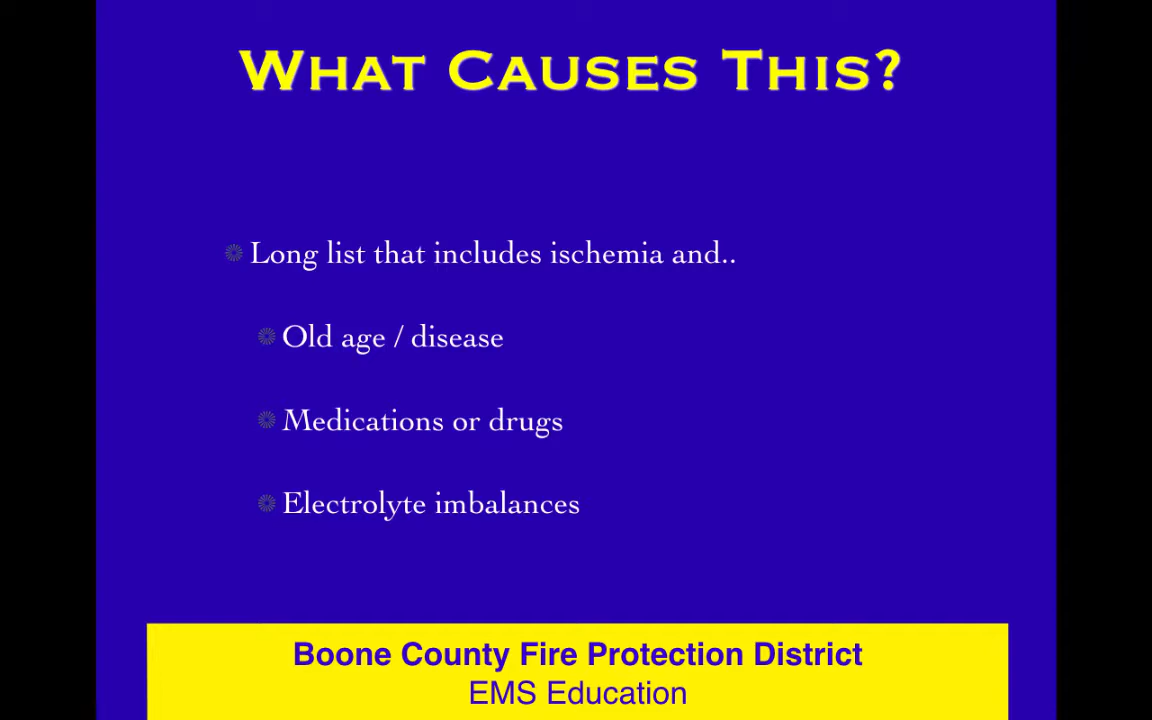 What Causes This?
Long list that includes ischemia and..
Old age / disease
Medications or drugs
Electrolyte imbalances
Boone County Fire Protection District
EMS Education